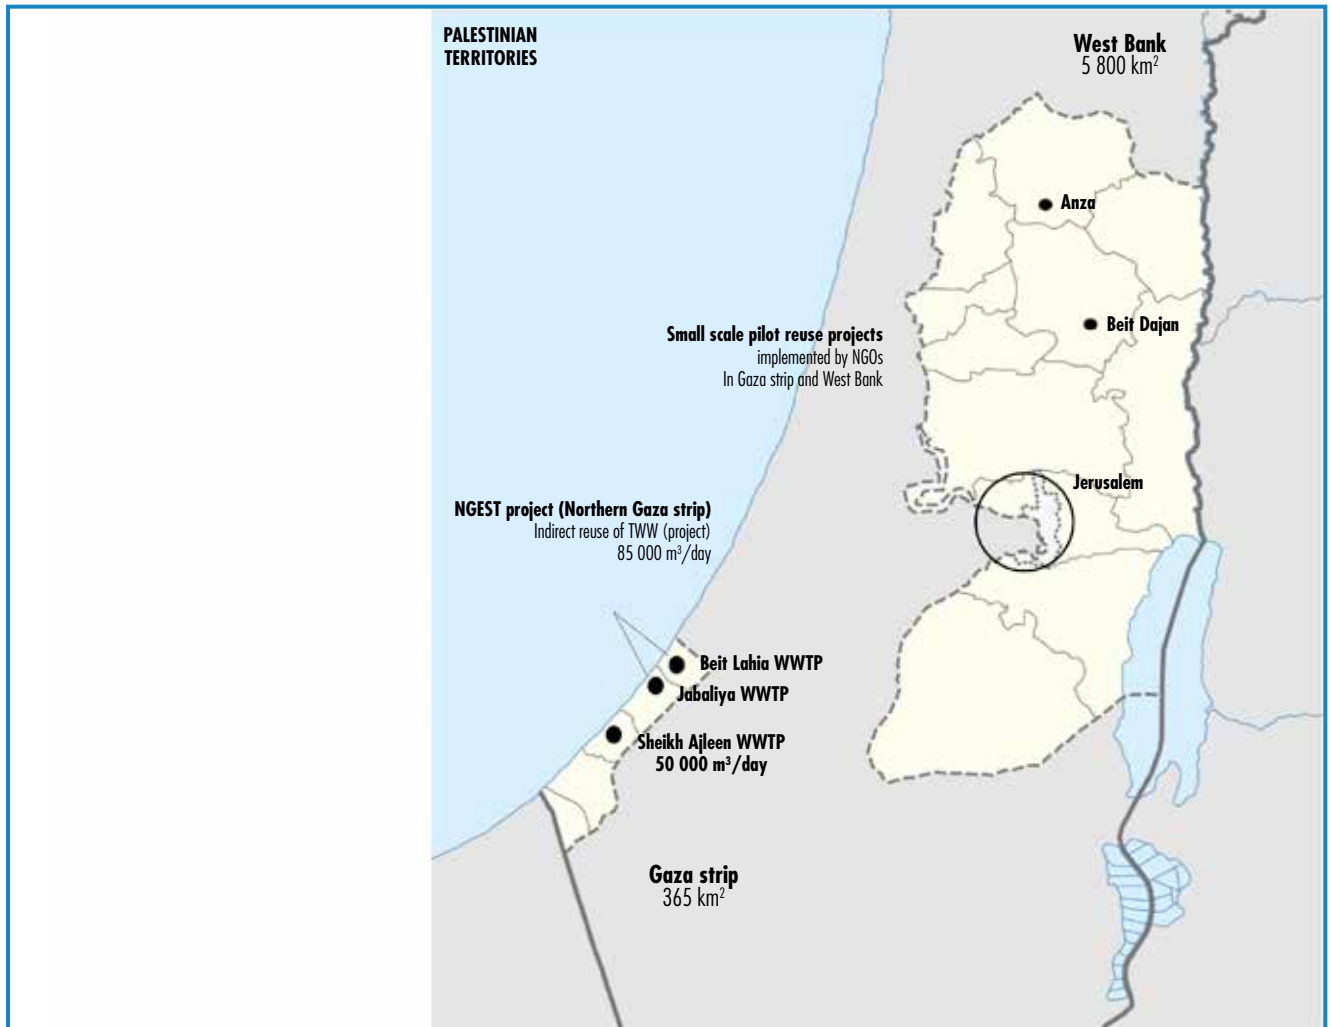 PALESTINIAN
TERRITORIES
West Bank
5 800 km²
Anza
Beit Dajan
Small scale pilot reuse projects
implemented by NGOs
In Gaza strip and West Bank
Jerusalem
NGEST project (Northern Gaza strip)
Indirect reuse of TWW (project)
85 000 m³/day
Beit Lahia WWTP
Jabaliya WWTP
Sheikh Ajleen WWTP
50 000 m³/day
Gaza strip
365 km²